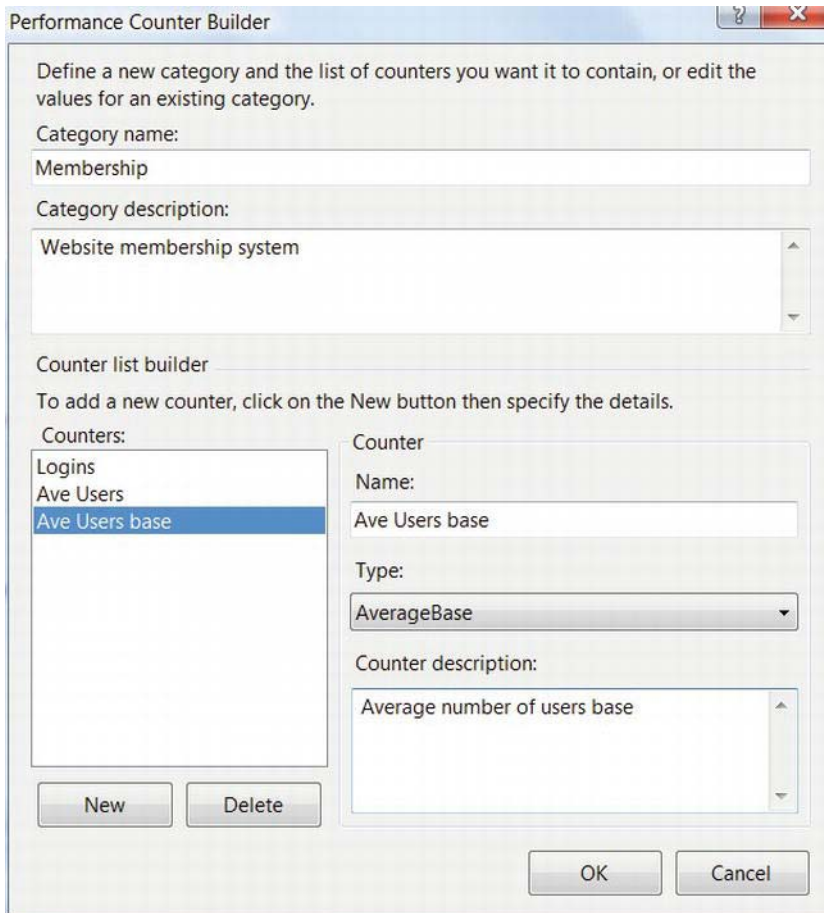 Performance Counter Builder
Define a new category and the list of counters you want it to contain, or edit the
values for an existing category.
Category name:
Membership
Category description:
Website membership system
Counter list builder
To add a new counter, click on the New button then specify the details.
Counters:
Logins
Ave Users
Ave Users base
New
Delete
Counter
Name:
Ave Users base
Type:
AverageBase
Counter description:
Average number of users base
OK
Cancel